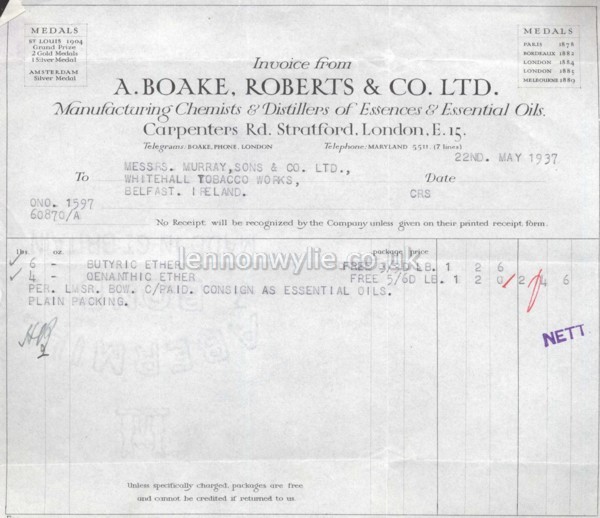 MEDALS
ST LOUIS 1904
Grand Prize
2 Gold Medals
1 Silver Medal
AMSTERDAM
Silver Medal
MEDALS
PARIS 1878
BORDEAUX 1882
LONDON 1884
LONDON 1885
MELBOURNE 1889
Invoice from
A. BOAKE, ROBERTS & CO. LTD.
Manufacturing Chemists & Distillers of Essences & Essential Oils.
Carpenters Rd. Stratford, London, E.15.
Telegrams: BOAKE, PHONE, LONDON Telephone: MARYLAND 5511. (7 lines)
22ND. MAY 1937
MESSRS. MURRAY, SONS & CO. LTD.,
To WHITEHALL TOBACCO WORKS, Date
BELFAST. IRELAND. CRS
ONO. 1597
60870/A
No Receipt will be recognized by the Company unless given on their printed receipt form.
lbs. oz. package price
lennonwylie.co.uk
6 - BUTYRIC ETHER FREE LB. 1 2 6
4 - OENANTHIC ETHER FREE 5/6D LB. 1 2 0 2 4 6
PER. LMSR. BOW. C/PAID. CONSIGN AS ESSENTIAL OILS.
PLAIN PACKING.
NETT.
Unless specifically charged, packages are free
and cannot be credited if returned to us.